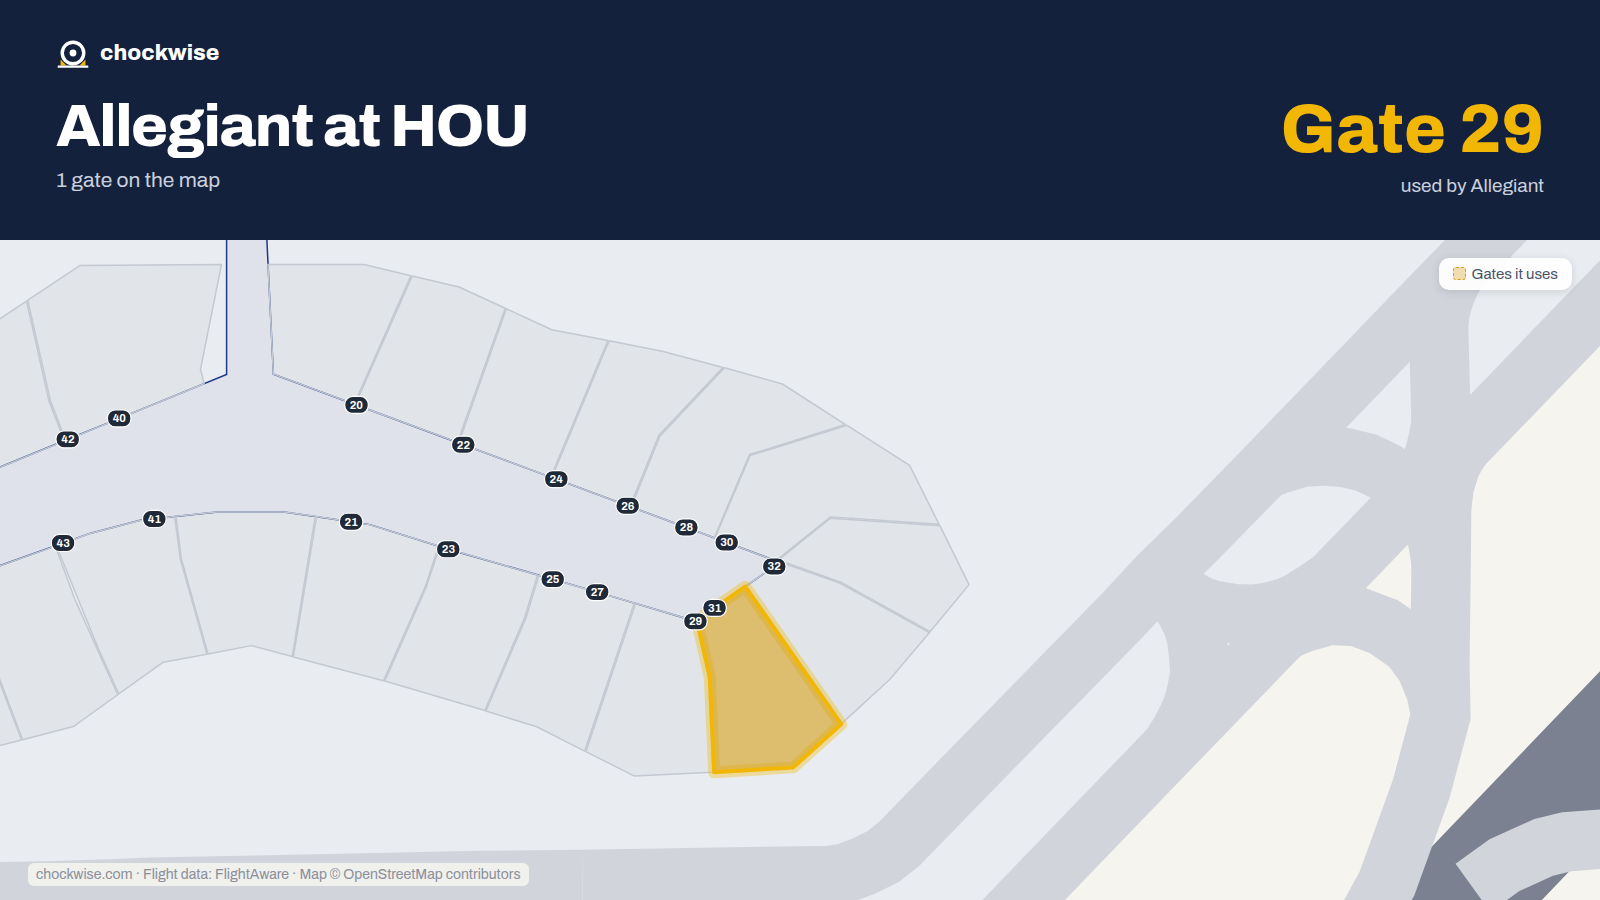 chockwise
Allegiant at HOU
1 gate on the map
Gate 29
used by Allegiant
Gates it uses
20
40
42
22
24
26
41
21
28
30
43
23
32
25
27
31
29
chockwise.com · Flight data: FlightAware · Map © OpenStreetMap contributors